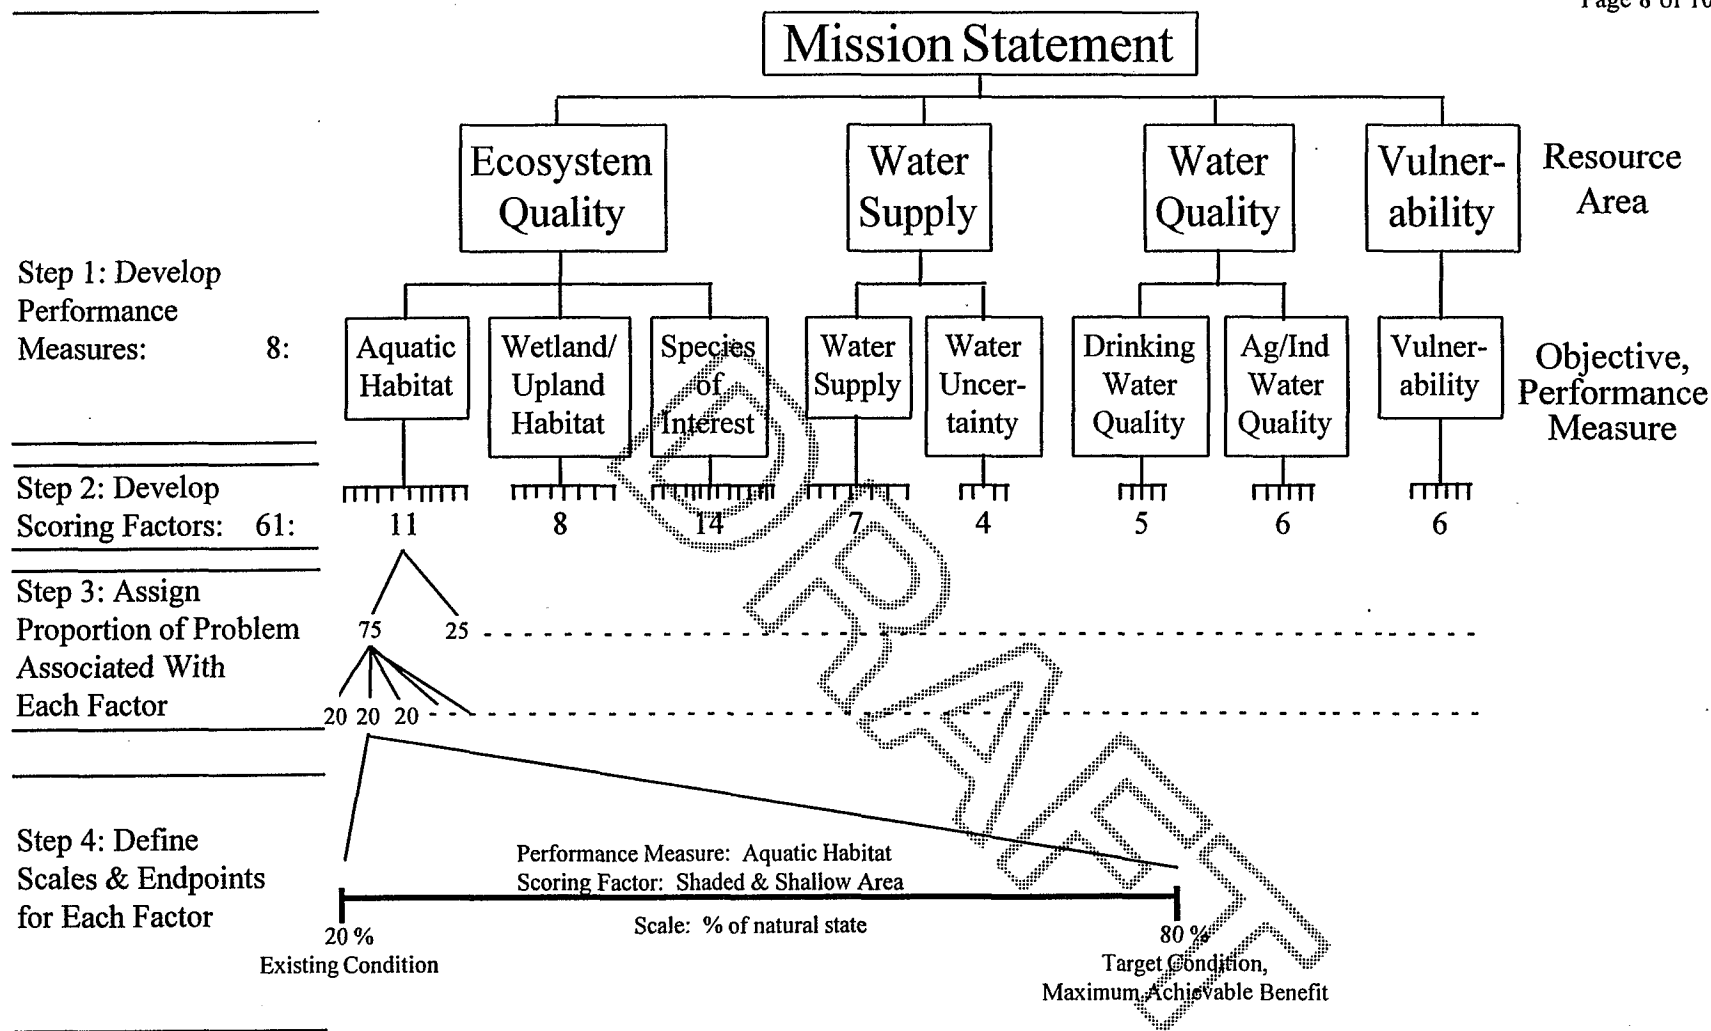 Page 8 of 10
Mission Statement
Ecosystem
Quality
Water
Supply
Water
Quality
Vulner-
ability
Resource
Area
Step 1: Develop
Performance
Measures: 8:
Aquatic
Habitat
Wetland/
Upland
Habitat
Species
of
Interest
Water
Supply
Water
Uncer-
tainty
Drinking
Water
Quality
Ag/Ind
Water
Quality
Vulner-
ability
Objective,
Performance
Measure
Step 2: Develop
Scoring Factors: 61:
11 8 14 7 4 5 6 6
Step 3: Assign
Proportion of Problem
Associated With
Each Factor
75 25
20 20 20
Step 4: Define
Scales & Endpoints
for Each Factor
Performance Measure: Aquatic Habitat
Scoring Factor: Shaded & Shallow Area
Scale: % of natural state
20 %
Existing Condition
80 %
Target Condition,
Maximum Achievable Benefit
DRAFT